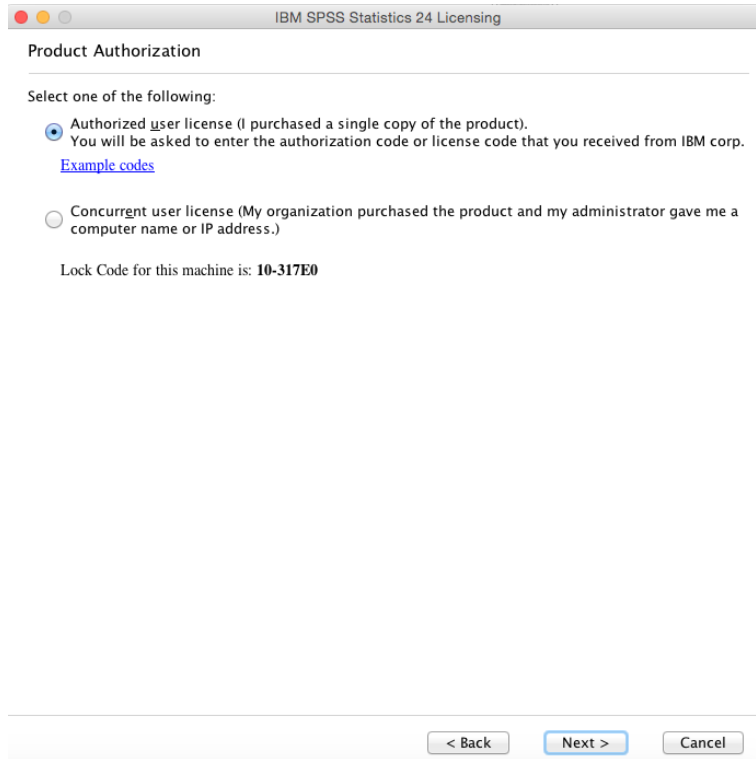 IBM SPSS Statistics 24 Licensing
Product Authorization
Select one of the following:
Authorized user license (I purchased a single copy of the product).
You will be asked to enter the authorization code or license code that you received from IBM corp.
Example codes
Concurrent user license (My organization purchased the product and my administrator gave me a
computer name or IP address.)
Lock Code for this machine is: 10-317E0
< Back Next > Cancel